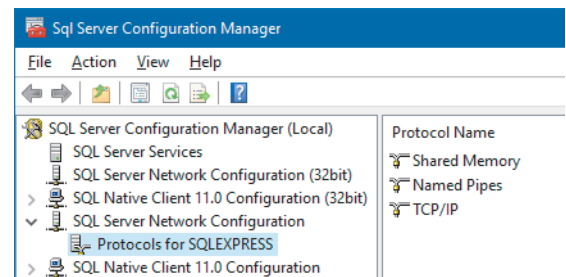 Sql Server Configuration Manager
File Action View Help
SQL Server Configuration Manager (Local)
SQL Server Services
SQL Server Network Configuration (32bit)
SQL Native Client 11.0 Configuration (32bit)
SQL Server Network Configuration
Protocols for SQLEXPRESS
SQL Native Client 11.0 Configuration
Protocol Name
Shared Memory
Named Pipes
TCP/IP